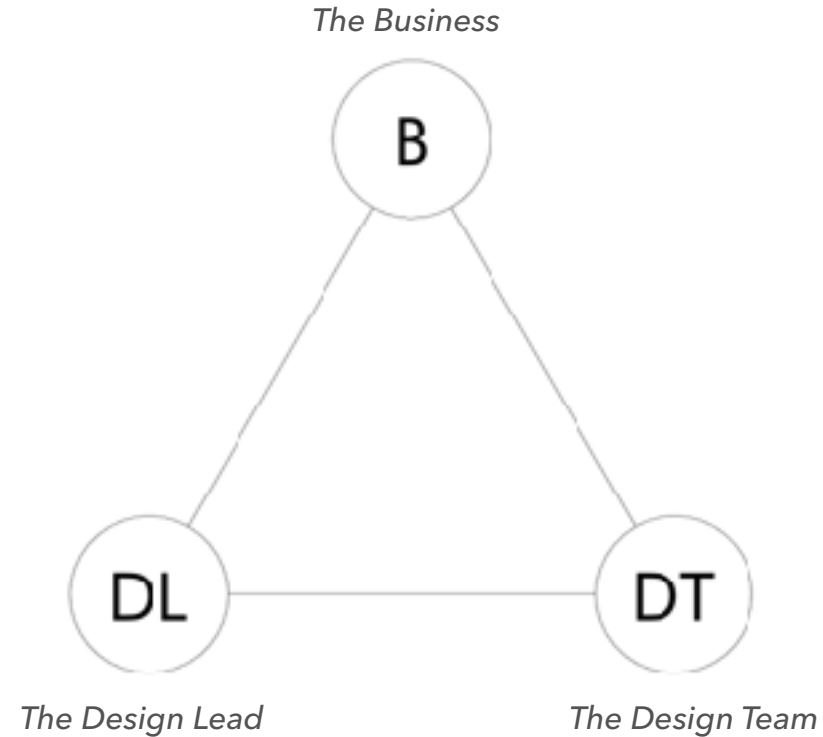 The Business
B
DL
DT
The Design Lead
The Design Team